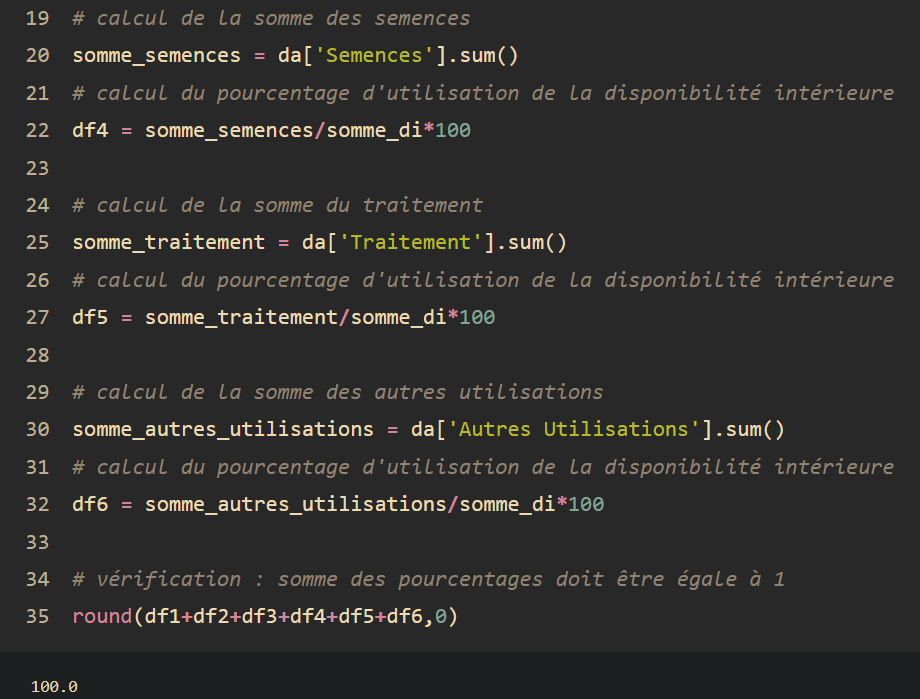 19 # calcul de la somme des semences
20 somme_semences = da['Semences'].sum()
21 # calcul du pourcentage d'utilisation de la disponibilité intérieure
22 df4 = somme_semences/somme_di*100
23
24 # calcul de la somme du traitement
25 somme_traitement = da['Traitement'].sum()
26 # calcul du pourcentage d'utilisation de la disponibilité intérieure
27 df5 = somme_traitement/somme_di*100
28
29 # calcul de la somme des autres utilisations
30 somme_autres_utilisations = da['Autres Utilisations'].sum()
31 # calcul du pourcentage d'utilisation de la disponibilité intérieure
32 df6 = somme_autres_utilisations/somme_di*100
33
34 # vérification : somme des pourcentages doit être égale à 1
35 round(df1+df2+df3+df4+df5+df6,0)
100.0